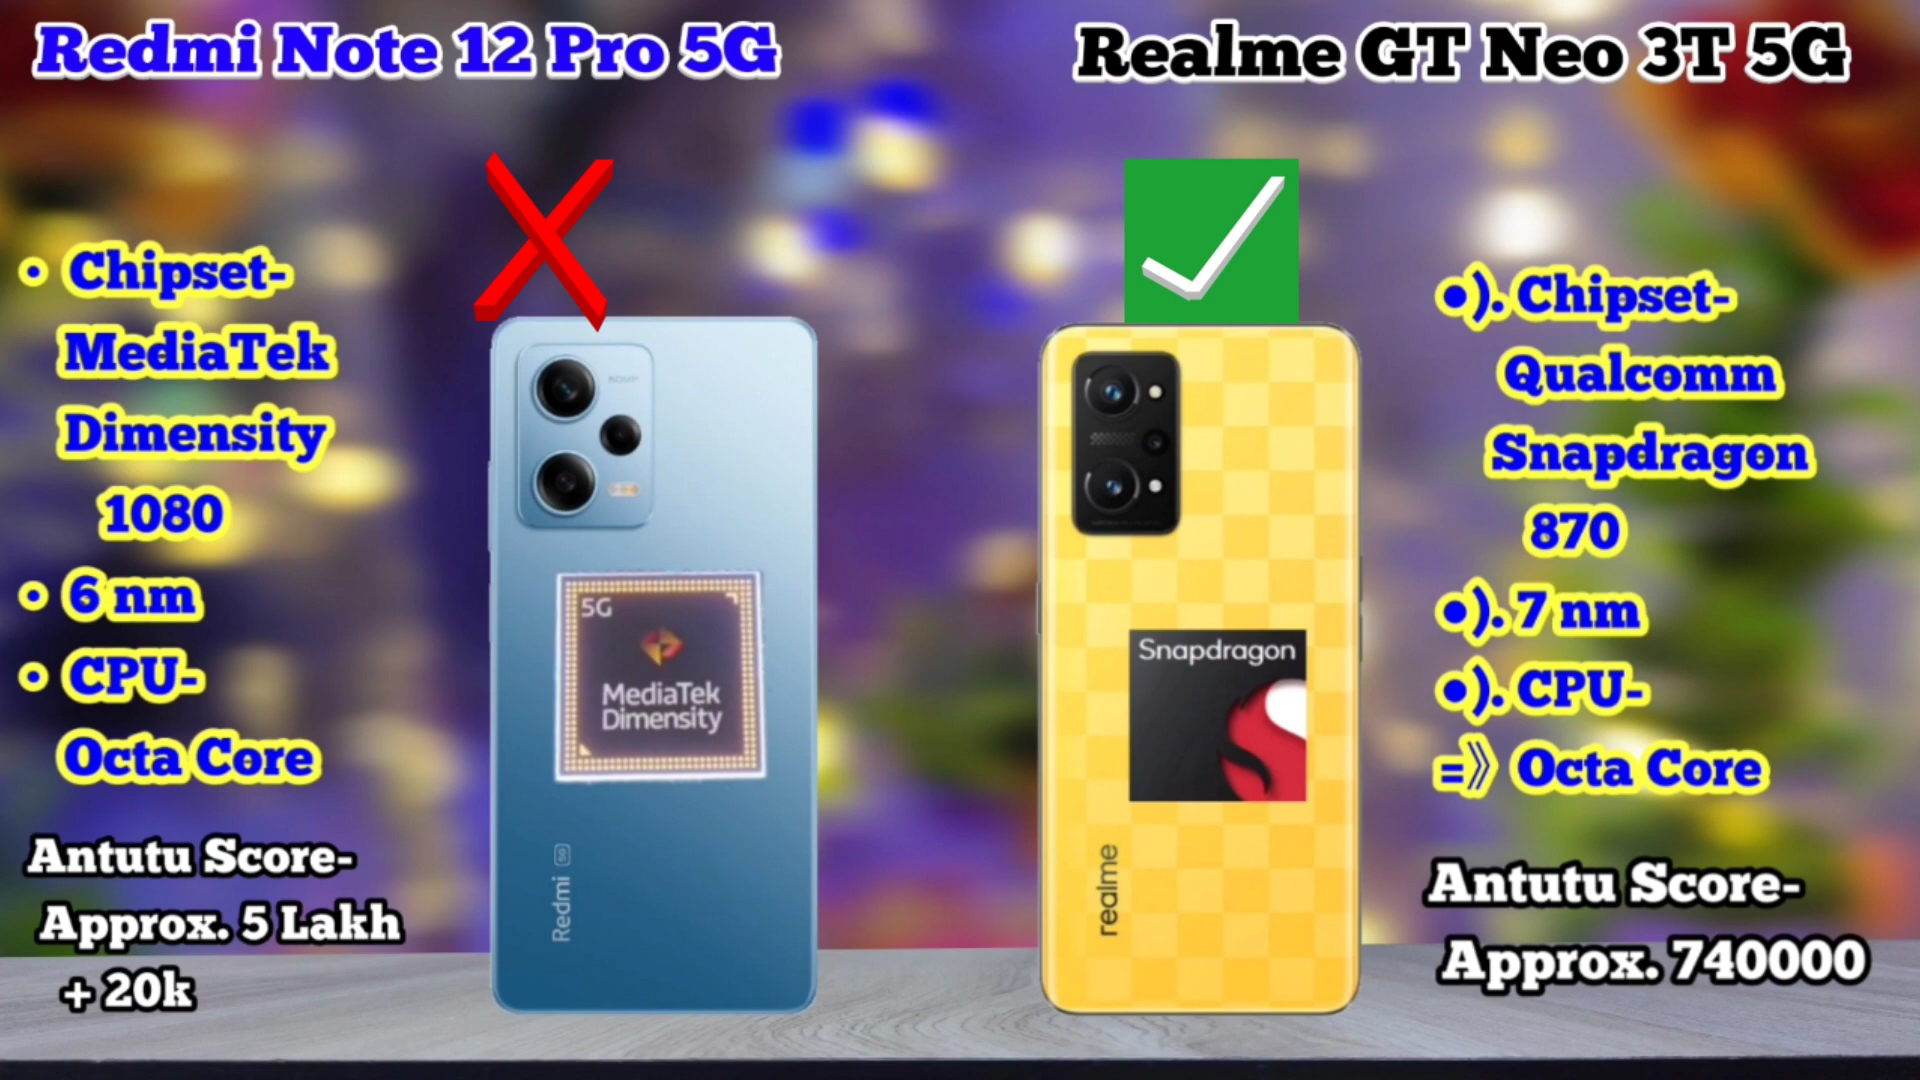 Redmi Note 12 Pro 5G
• Chipset-
MediaTek
Dimensity
1080
• 6 nm
• CPU-
Octa Core
Antutu Score-
Approx. 5 Lakh
+ 20k
50MP
5G
MediaTek
Dimensity
Redmi 5G
Realme GT Neo 3T 5G
Snapdragon
realme
●). Chipset-
Qualcomm
Snapdragon
870
●). 7 nm
●). CPU-
=》 Octa Core
Antutu Score-
Approx. 740000